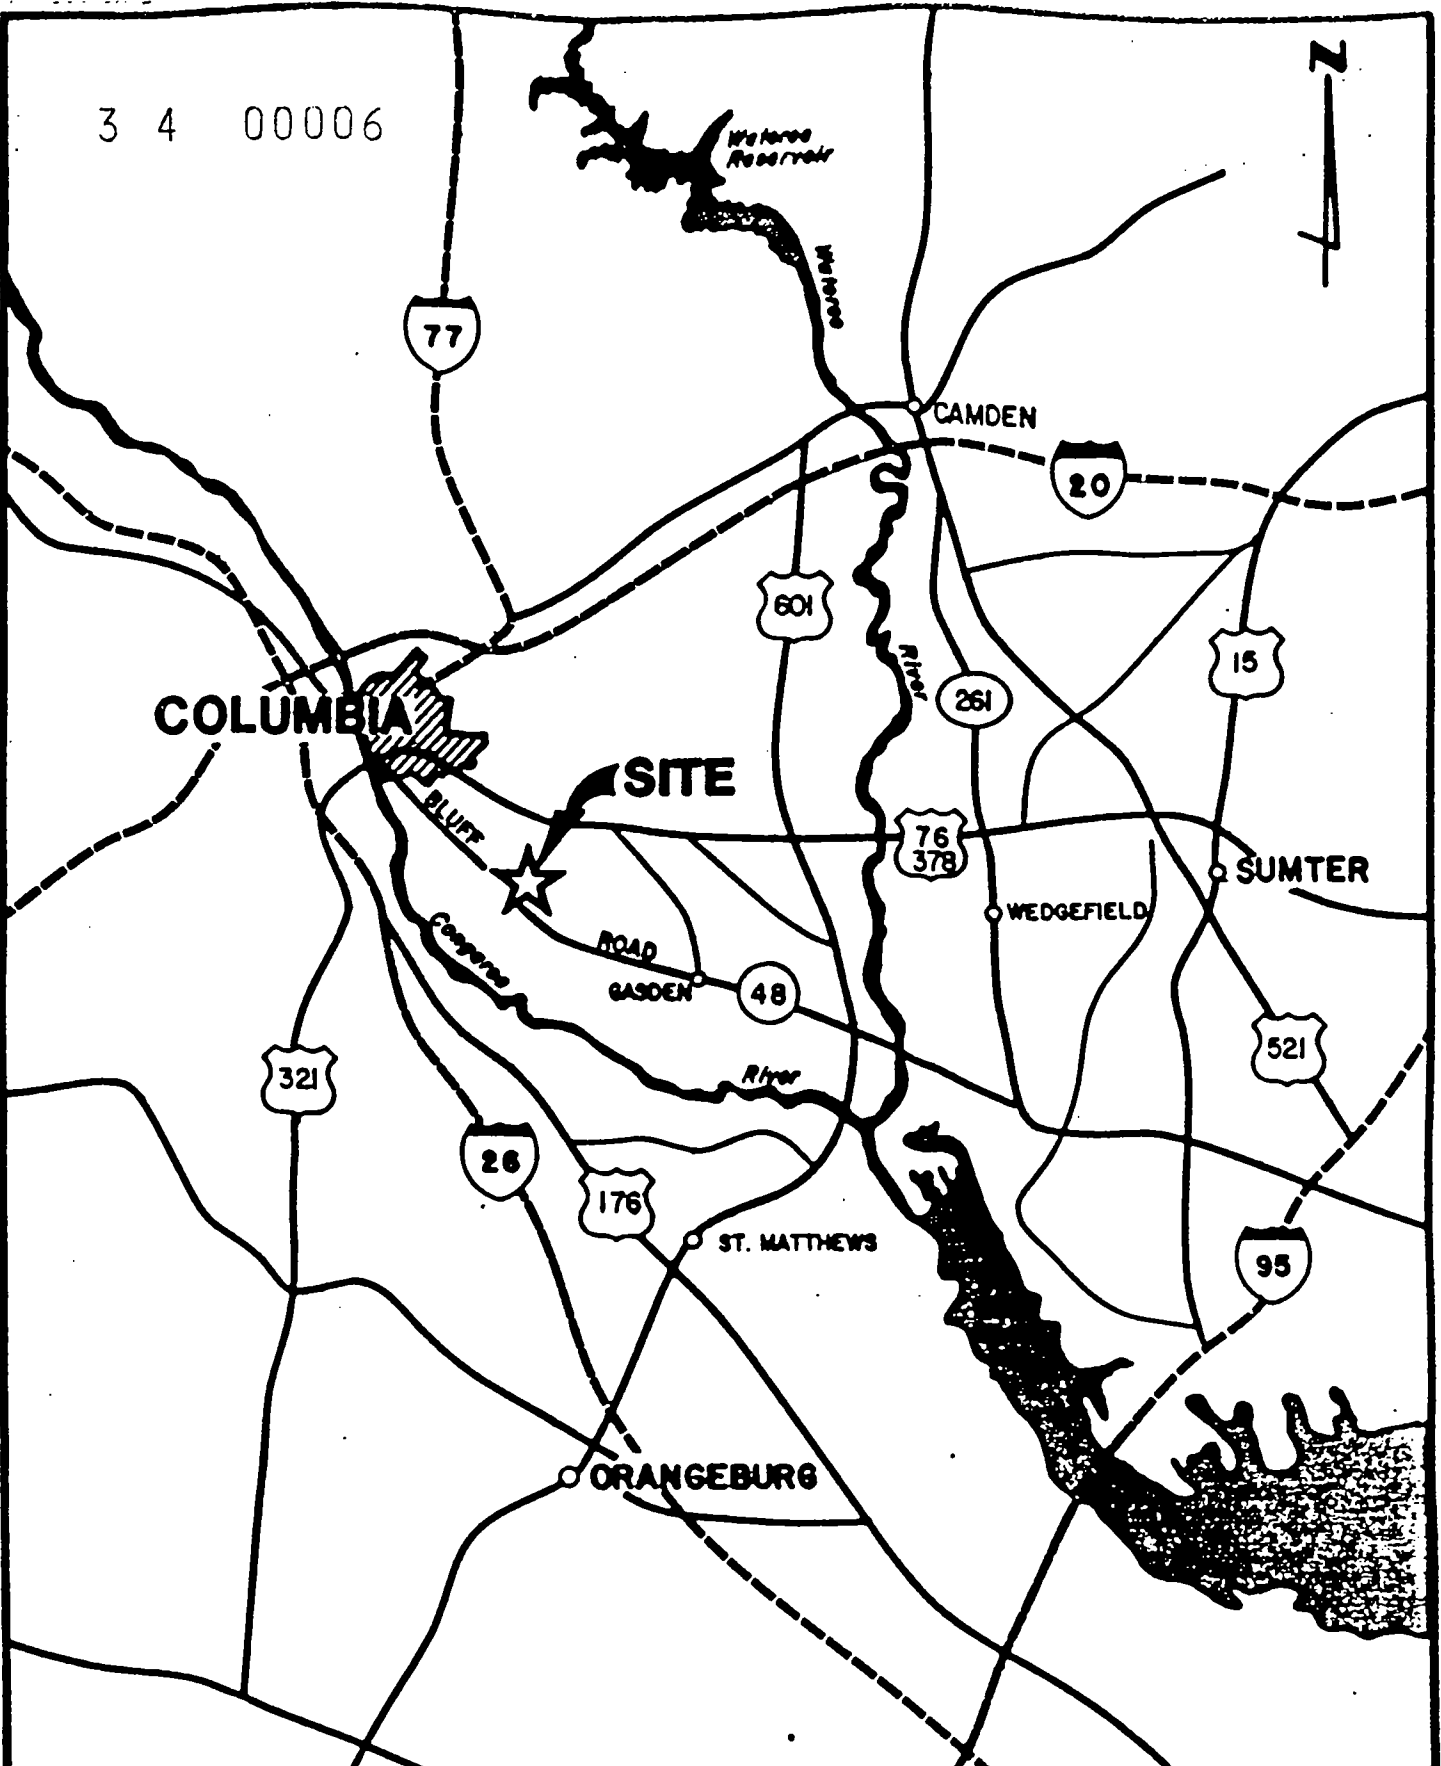 3 4 00006
N
Wateree
Reservoir
Wateree
77
CAMDEN
20
601
15
River
261
COLUMBIA
SITE
BLUFF
76
378
SUMTER
WEDGEFIELD
Congaree
ROAD
GASDEN
48
521
321
River
26
176
ST. MATTHEWS
95
ORANGEBURG